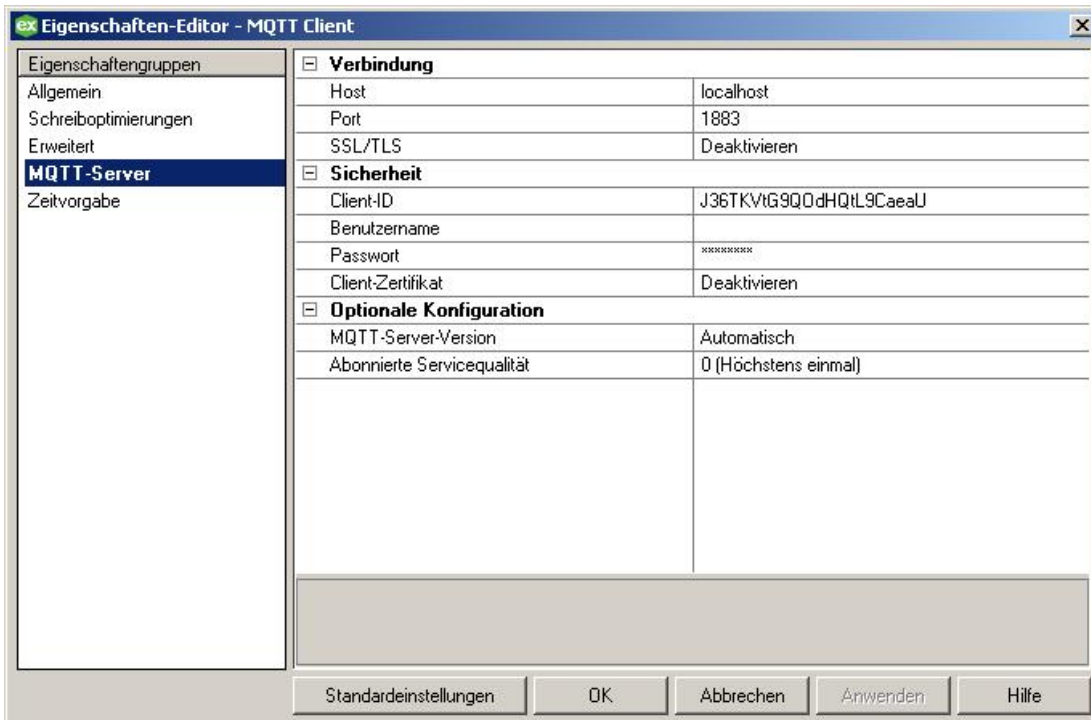 ex Eigenschaften-Editor - MQTT Client
Eigenschaftengruppen
Allgemein
Schreiboptimierungen
Erweitert
MQTT-Server
Zeitvorgabe
Verbindung
Host localhost
Port 1883
SSL/TLS Deaktivieren
Sicherheit
Client-ID J36TKVtG9QOdHQtL9CaeaU
Benutzername
Passwort ********
Client-Zertifikat Deaktivieren
Optionale Konfiguration
MQTT-Server-Version Automatisch
Abonnierte Servicequalität 0 (Höchstens einmal)
Standardeinstellungen OK Abbrechen Anwenden Hilfe